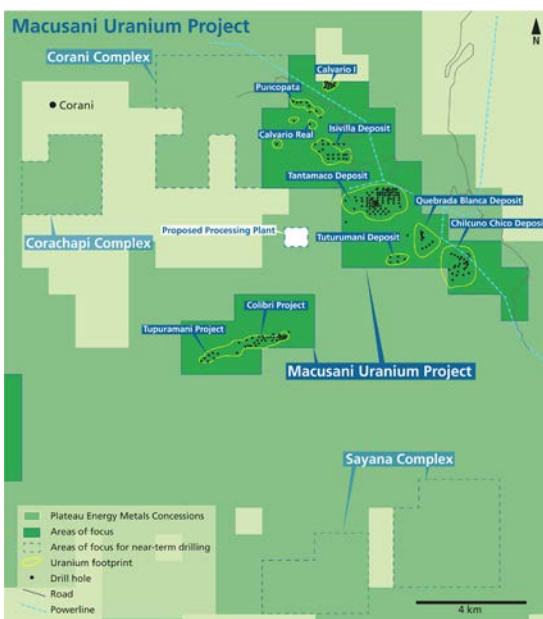 Macusani Uranium Project
N
Corani Complex
Calvario I
Puncopata
Corani
Calvario Real
Isivilla Deposit
Tantamaco Deposit
Quebrada Blanca Deposit
Chilcuno Chico Deposi
Proposed Processing Plant
Corachapi Complex
Tuturumani Deposit
Colibri Project
Tupuramani Project
Macusani Uranium Project
Sayana Complex
Plateau Energy Metals Concessions
Areas of focus
Areas of focus for near-term drilling
Uranium footprint
Drill hole
Road
Powerline
4 km